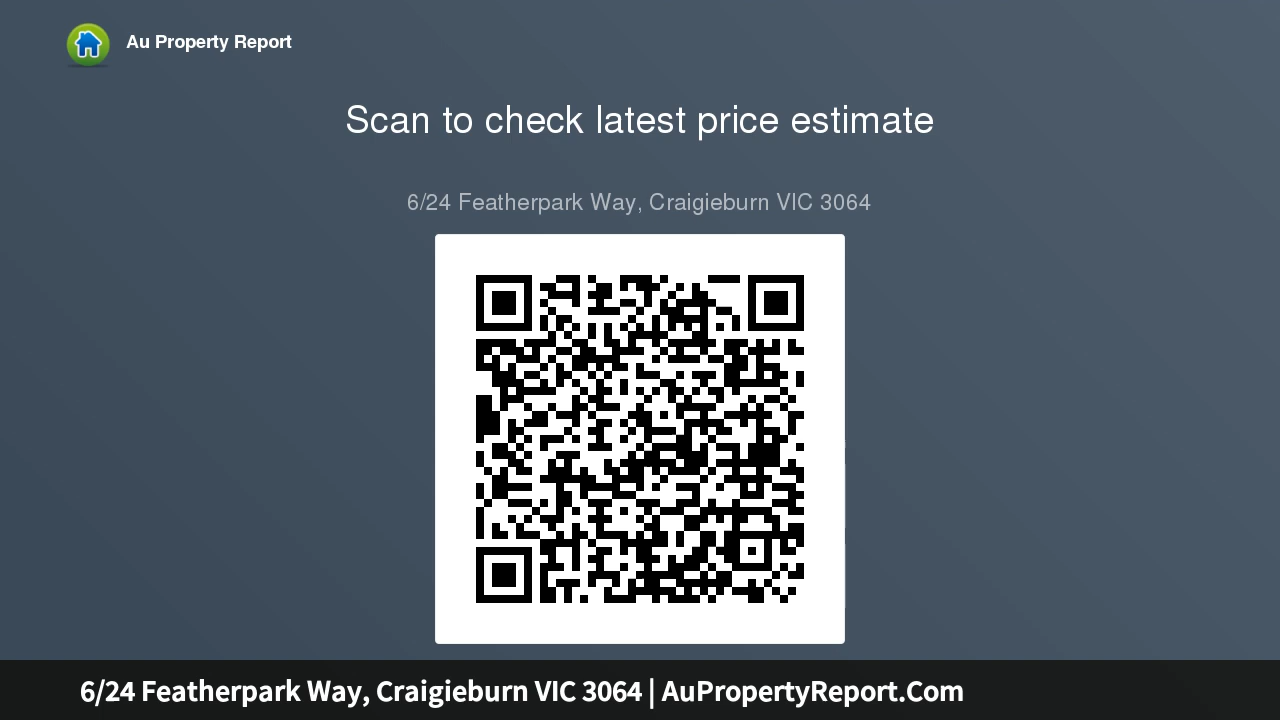 Au Property Report
Scan to check latest price estimate
6/24 Featherpark Way, Craigieburn VIC 3064
6/24 Featherpark Way, Craigieburn VIC 3064 | AuPropertyReport.Com